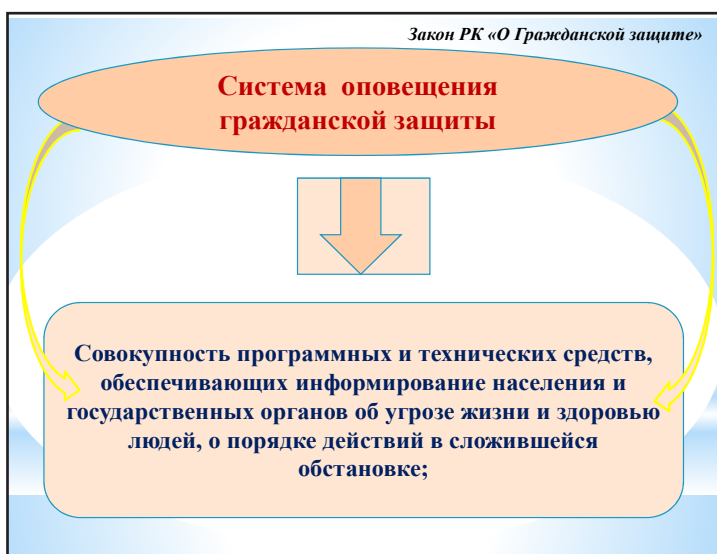 Закон РК «О Гражданской защите»
Система оповещения
гражданской защиты
Совокупность программных и технических средств,
обеспечивающих информирование населения и
государственных органов об угрозе жизни и здоровью
людей, о порядке действий в сложившейся
обстановке;